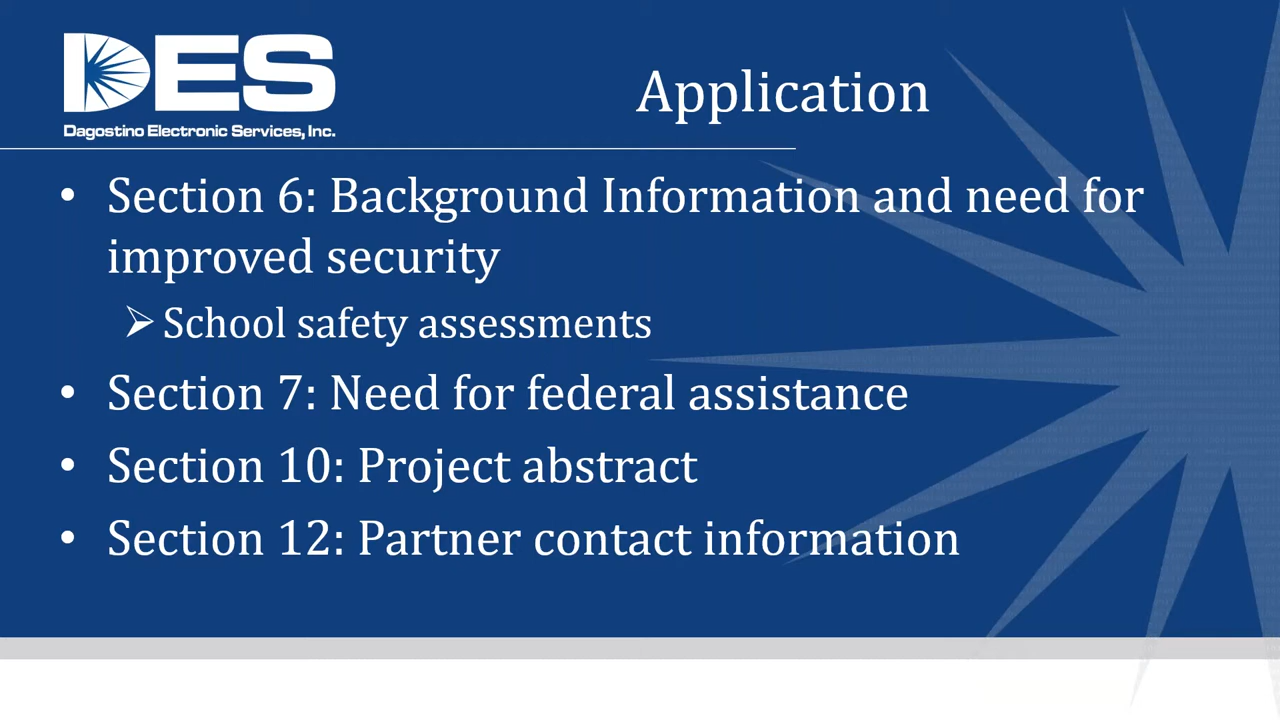 DES
Dagostino Electronic Services, Inc.
Application
• Section 6: Background Information and need for
improved security
➢ School safety assessments
• Section 7: Need for federal assistance
• Section 10: Project abstract
• Section 12: Partner contact information